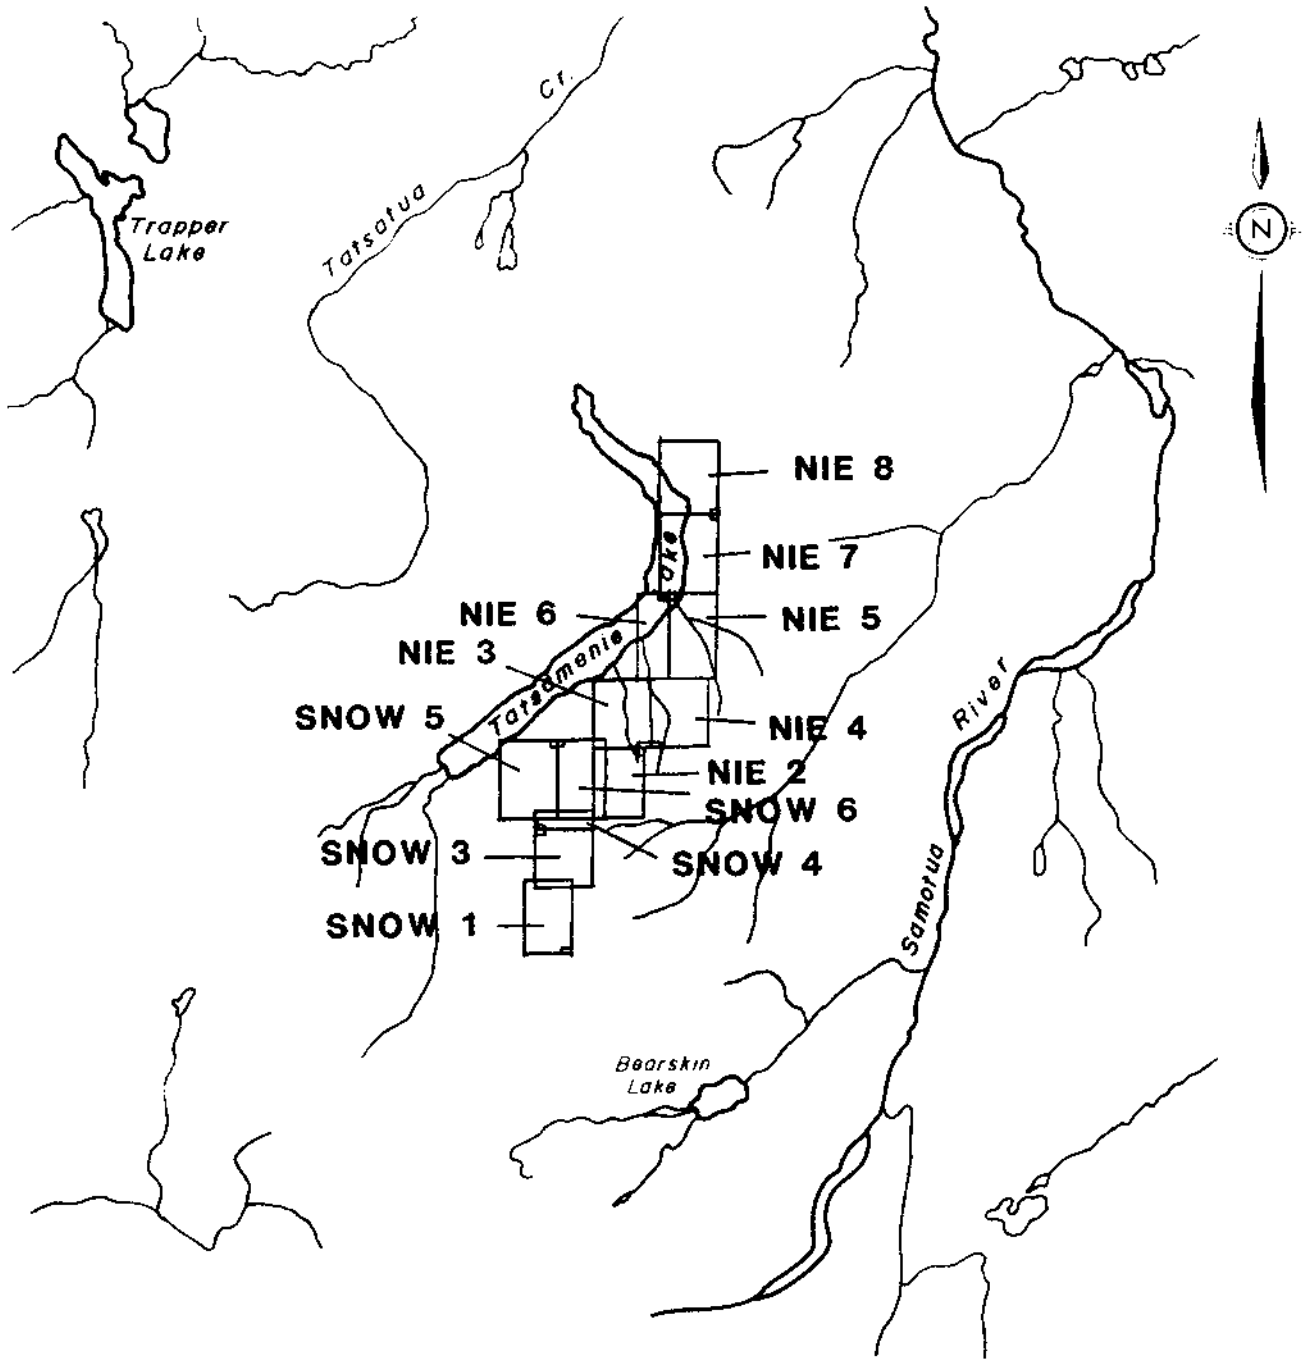 Cr.
Tatsatua
Trapper
Lake
N
NIE 8
NIE 7
ake
NIE 6
NIE 5
NIE 3
Tatsamenie
SNOW 5
NIE 4
River
NIE 2
SNOW 6
SNOW 3
SNOW 4
SNOW 1
Samotua
Bearskin
Lake